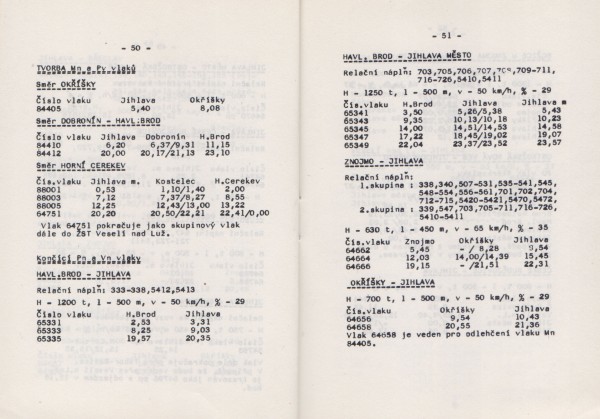 - 50 -
TVORBA Mn a Pv vlaků
Směr OKŘÍŠKY
Číslo vlaku Jihlava Okříšky
84405 5,40 8,08
Směr DOBRONÍN - HAVL.BROD
Číslo vlaku Jihlava Dobronín H.Brod
84410 6,20 6,37/9,31 11,15
84412 20,00 20,17/21,13 23,10
Směr HORNÍ CEREKEV
Čís.vlaku Jihlava m. Kostelec H.Cerekev
88001 0,53 1,10/1,40 2,00
88003 7,12 7,37/8,27 8,55
88005 12,25 12,43/13,00 13,22
64751 20,20 20,50/22,21 22,41/0,00
Vlak 64751 pokračuje jako skupinový vlak
dále do ŽST Veselí nad Luž.
Končící Pn a Vn vlaky
HAVL.BROD - JIHLAVA
Relační náplň: 333-338,5412,5413
H - 1200 t, l - 500 m, v - 50 km/h, % - 29
Čís.vlaku H.Brod Jihlava
65331 2,53 3,31
65333 8,25 9,03
65335 19,57 20,35
- 51 -
HAVL. BROD - JIHLAVA MĚSTO
Relační náplň: 703,705,706,707,709-711,
716-726,5410,5411
H - 1250 t, l - 500 m, v - 50 km/h, % - 29
Čís.vlaku H.Brod Jihlava Jihlava m
65341 3,50 5,26/5,38 5,43
65343 9,35 10,13/10,18 10,23
65345 14,00 14,51/14,53 14,58
65347 17,22 18,45/19,02 19,07
65349 22,04 23,37/23,52 23,57
ZNOJMO - JIHLAVA
Relační náplň:
1.skupina : 338,340,507-531,535-541,545,
548-554,556-561,701,702,704,
712-715,5420-5421,5470,5472,
2.skupina : 339,547,703,705-711,716-726,
5410-5411
H - 630 t, l - 450 m, v - 65 km/h, % - 35
Čís.vlaku Znojmo Okříšky Jihlava
64662 5,45 - / 8,28 9,54
64664 12,03 14,00/14,39 15,45
64666 19,15 - /21,51 22,31
OKŘÍŠKY - JIHLAVA
H - 700 t, l - 500 m, v - 50 km/h, % - 29
Čís.vlaku Okříšky Jihlava
64656 9,54 10,43
64658 20,55 21,36
Vlak 64658 je veden pro odlehčení vlaku Mn
84405.